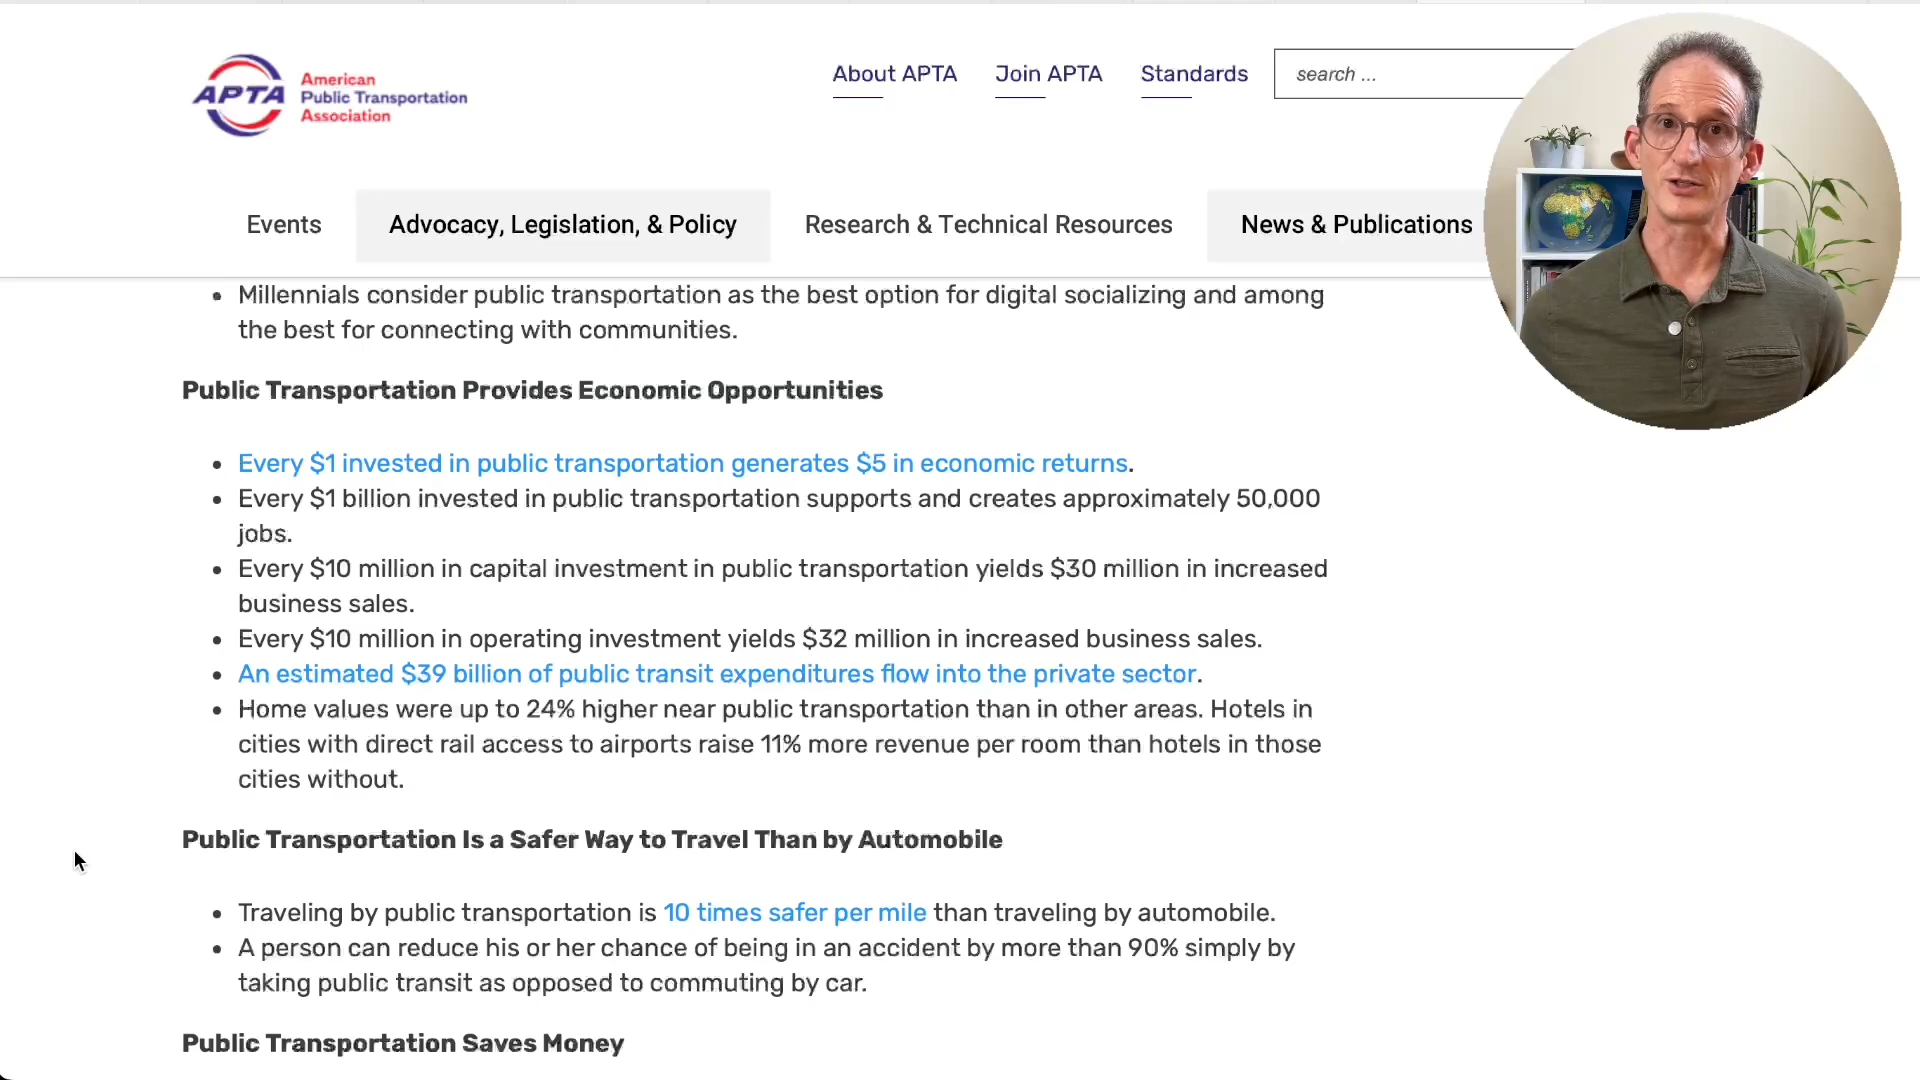 APTA
American
Public Transportation
Association
About APTA
Join APTA
Standards
search ...
Events
Advocacy, Legislation, & Policy
Research & Technical Resources
News & Publications
• Millennials consider public transportation as the best option for digital socializing and among
the best for connecting with communities.
Public Transportation Provides Economic Opportunities
• Every $1 invested in public transportation generates $5 in economic returns.
• Every $1 billion invested in public transportation supports and creates approximately 50,000
jobs.
• Every $10 million in capital investment in public transportation yields $30 million in increased
business sales.
• Every $10 million in operating investment yields $32 million in increased business sales.
• An estimated $39 billion of public transit expenditures flow into the private sector.
• Home values were up to 24% higher near public transportation than in other areas. Hotels in
cities with direct rail access to airports raise 11% more revenue per room than hotels in those
cities without.
Public Transportation Is a Safer Way to Travel Than by Automobile
• Traveling by public transportation is 10 times safer per mile than traveling by automobile.
• A person can reduce his or her chance of being in an accident by more than 90% simply by
taking public transit as opposed to commuting by car.
Public Transportation Saves Money